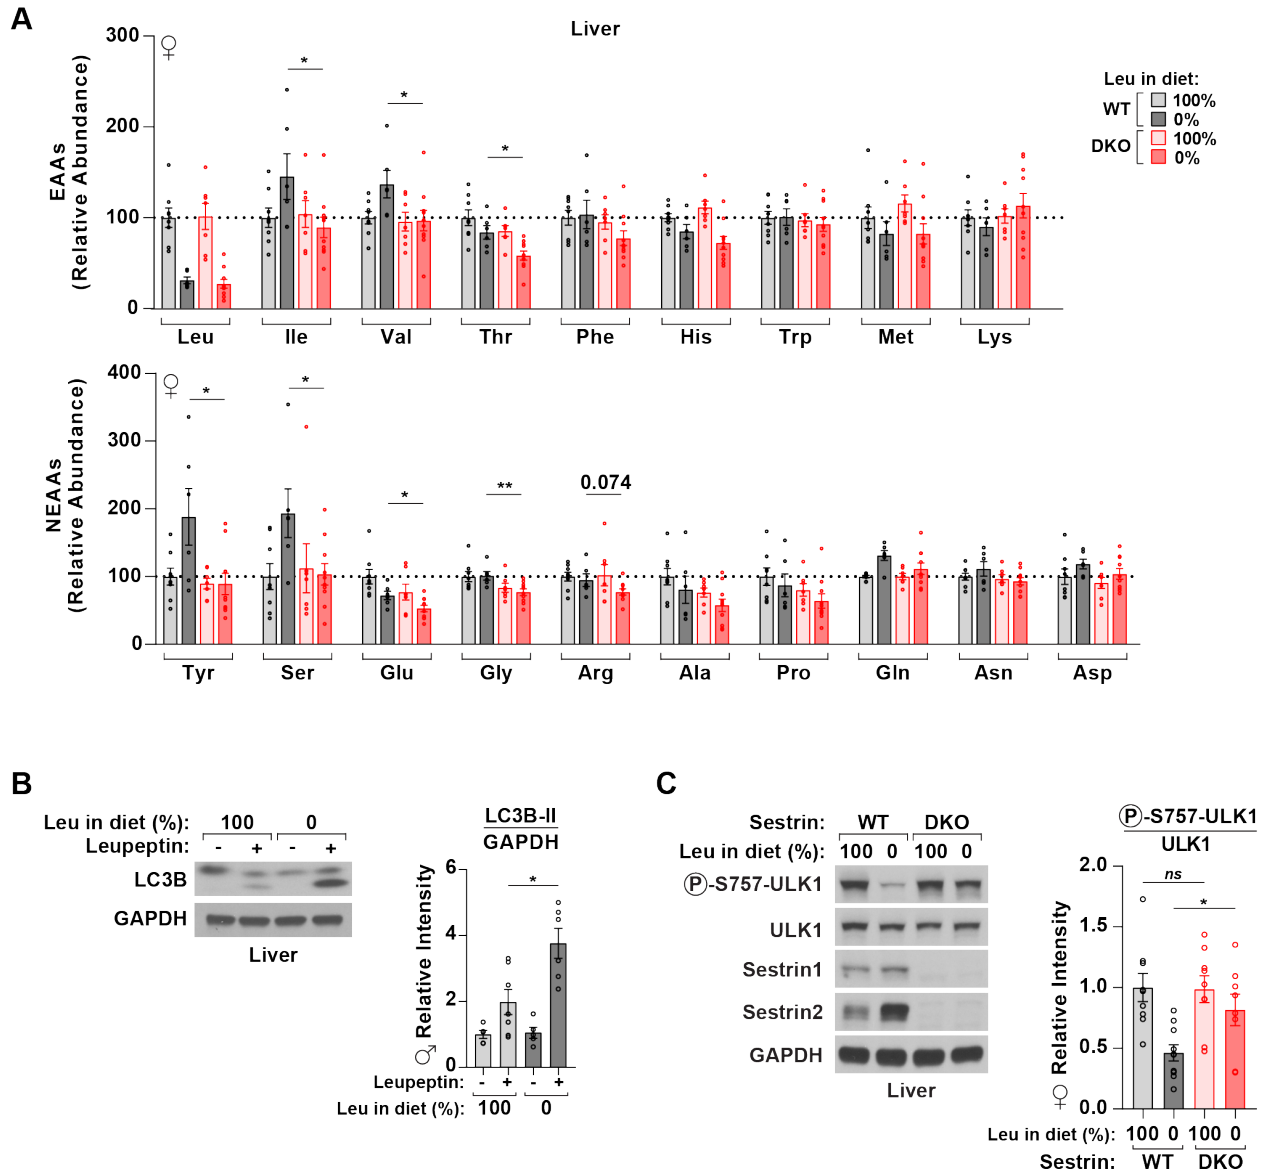 A
Liver
EAAs
(Relative Abundance)
300
200
100
0
♀
*
*
*
Leu Ile Val Thr Phe His Trp Met Lys
Leu in diet:
WT
100%
0%
DKO
100%
0%
NEAAs
(Relative Abundance)
400
300
200
100
0
♀
*
*
*
**
0.074
Tyr Ser Glu Gly Arg Ala Pro Gln Asn Asp
B
Leu in diet (%): 100 0
Leupeptin: - + - +
LC3B
GAPDH
Liver
LC3B-II
GAPDH
♂ Relative Intensity
6
4
2
0
*
Leupeptin: - + - +
Leu in diet (%): 100 0
C
Sestrin: WT DKO
Leu in diet (%): 100 0 100 0
Ⓟ-S757-ULK1
ULK1
Sestrin1
Sestrin2
GAPDH
Liver
Ⓟ-S757-ULK1
ULK1
♀ Relative Intensity
2.0
1.5
1.0
0.5
0.0
ns
*
Leu in diet (%): 100 0 100 0
Sestrin: WT DKO